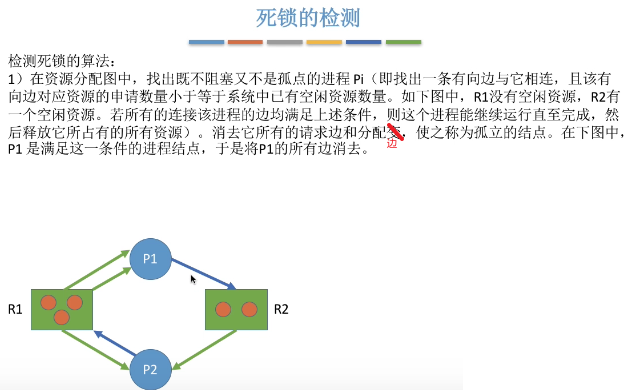 死锁的检测
检测死锁的算法：
1）在资源分配图中，找出既不阻塞又不是孤点的进程 Pi（即找出一条有向边与它相连，且该有
向边对应资源的申请数量小于等于系统中已有空闲资源数量。如下图中，R1没有空闲资源，R2有
一个空闲资源。若所有的连接该进程的边均满足上述条件，则这个进程能继续运行直至完成，然
后释放它所占有的所有资源）。消去它所有的请求边和分配变，使之称为孤立的结点。在下图中，
边
P1 是满足这一条件的进程结点，于是将P1的所有边消去。
P1
R1
R2
P2